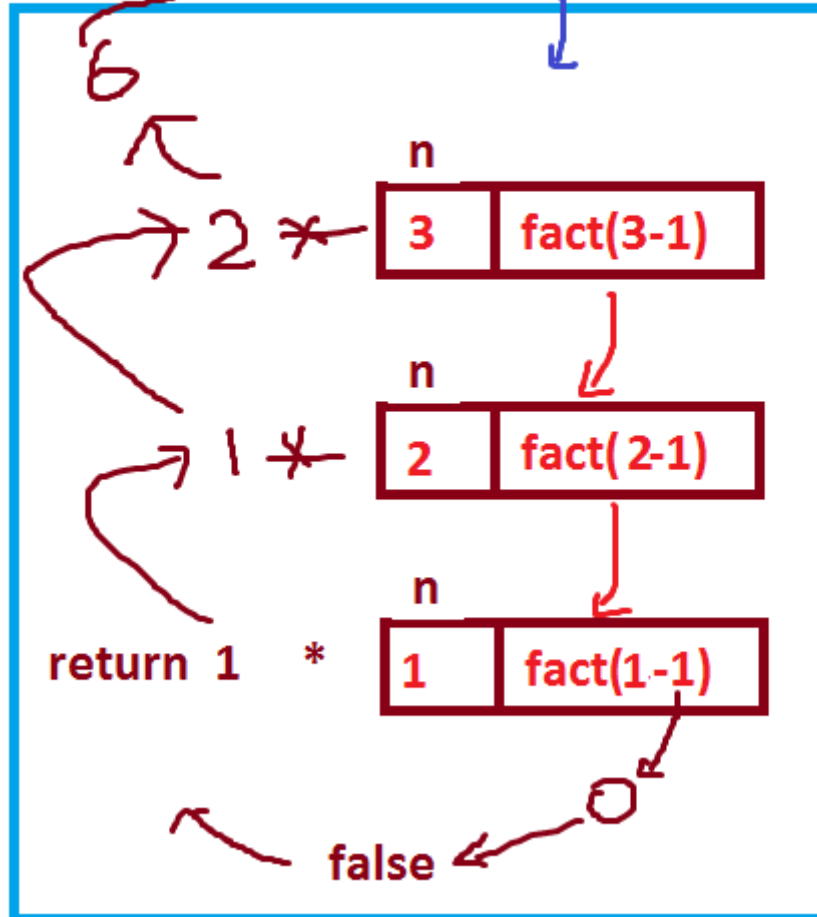 6
n
2 * 3 fact(3-1)
n
1 * 2 fact( 2-1)
n
return 1 * 1 fact(1-1)
0
false